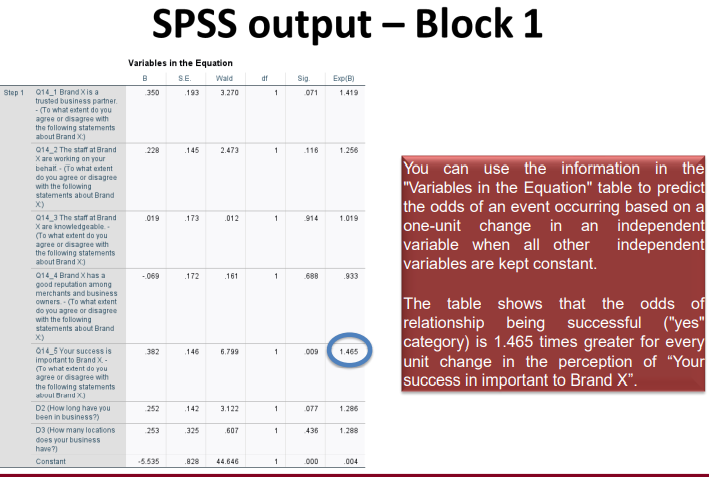 SPSS output – Block 1
Variables in the Equation
B S.E. Wald df Sig. Exp(B)
Step 1 Q14_1 Brand X is a .350 .193 3.270 1 .071 1.419
trusted business partner.
- (To what extent do you
agree or disagree with
the following statements
about Brand X:)
Q14_2 The staff at Brand .228 .145 2.473 1 .116 1.256
X are working on your
behalf. - (To what extent
do you agree or disagree
with the following
statements about Brand
X:)
Q14_3 The staff at Brand .019 .173 .012 1 .914 1.019
X are knowledgeable. -
(To what extent do you
agree or disagree with
the following statements
about Brand X:)
Q14_4 Brand X has a -.069 .172 .161 1 .688 .933
good reputation among
merchants and business
owners. - (To what extent
do you agree or disagree
with the following
statements about Brand
X:)
Q14_5 Your success is .382 .146 6.799 1 .009 1.465
important to Brand X. -
(To what extent do you
agree or disagree with
the following statements
about Brand X:)
D2 (How long have you .252 .142 3.122 1 .077 1.286
been in business?)
D3 (How many locations .253 .325 .607 1 .436 1.288
does your business
have?)
Constant -5.535 .828 44.646 1 .000 .004
You can use the information in the
"Variables in the Equation" table to predict
the odds of an event occurring based on a
one-unit change in an independent
variable when all other independent
variables are kept constant.
The table shows that the odds of
relationship being successful ("yes"
category) is 1.465 times greater for every
unit change in the perception of “Your
success in important to Brand X”.